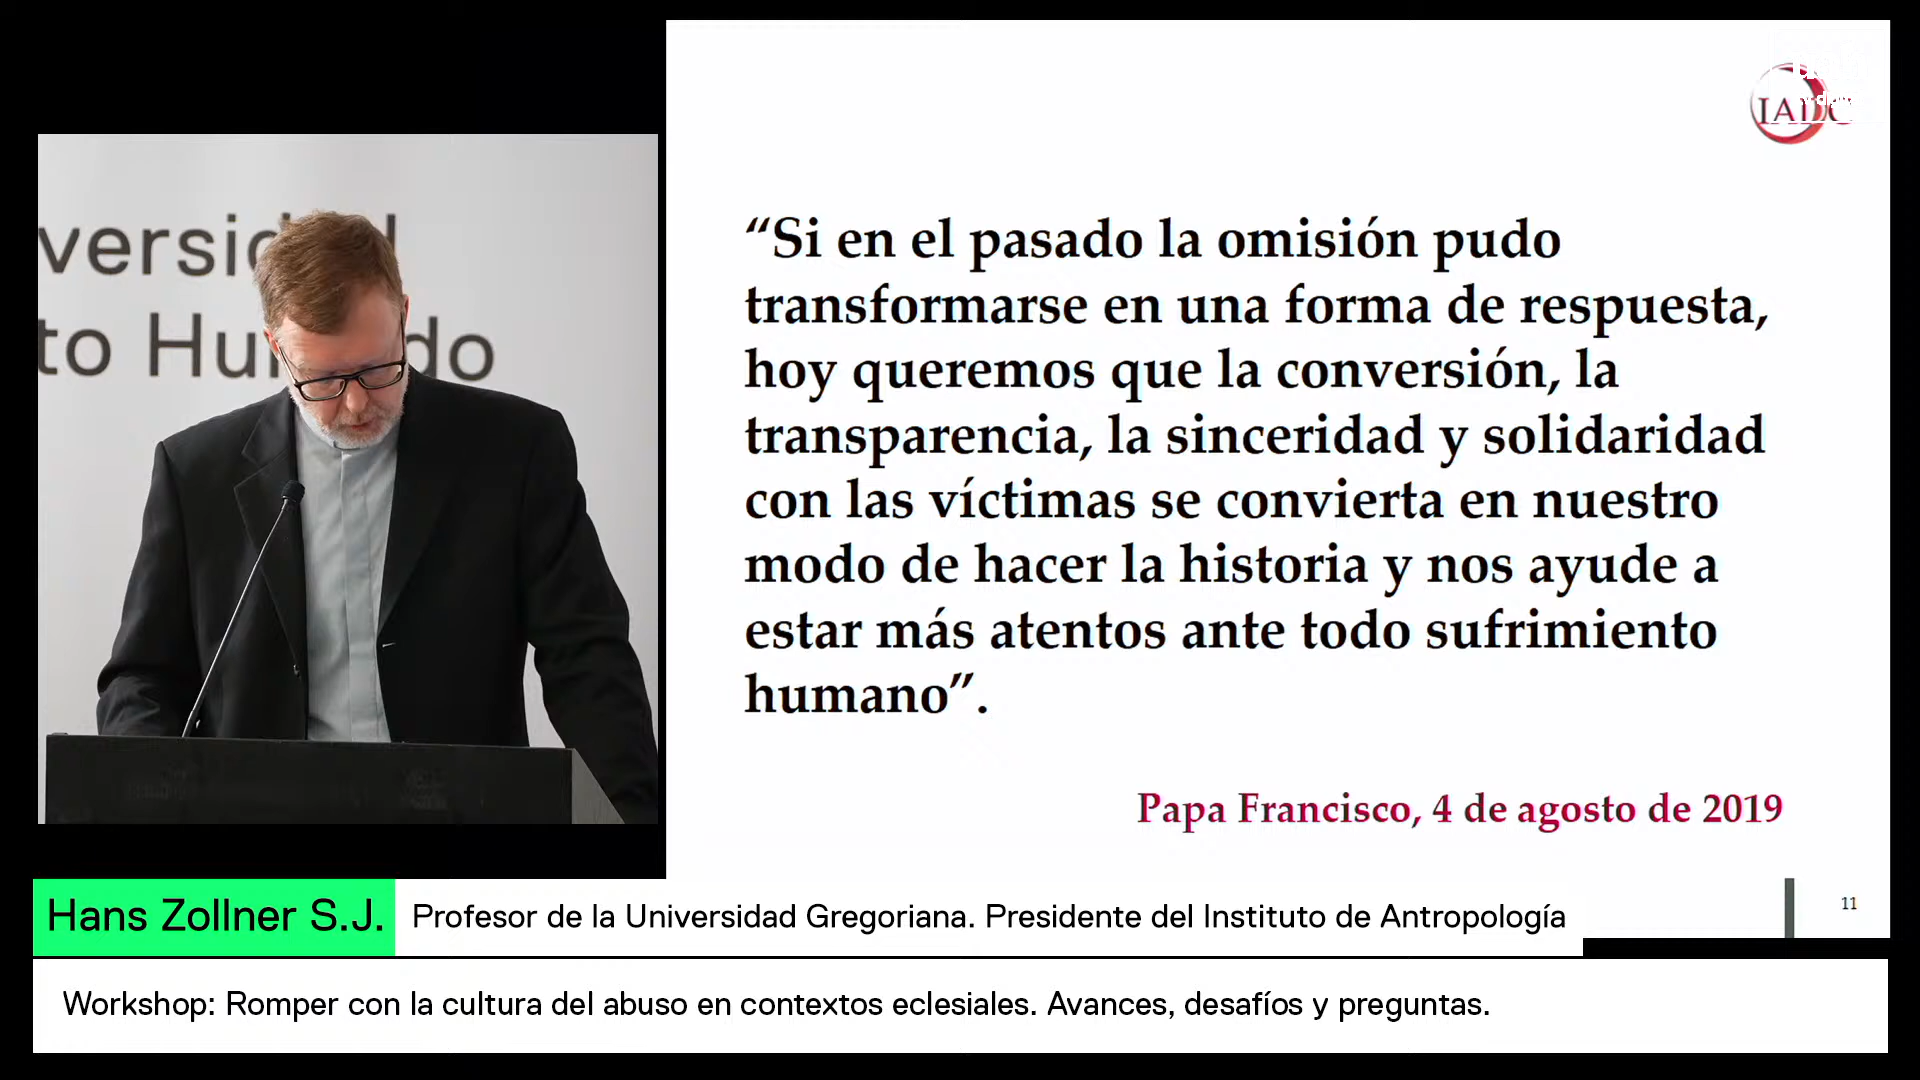 versidad
to Hu do
IADC
“Si en el pasado la omisión pudo
transformarse en una forma de respuesta,
hoy queremos que la conversión, la
transparencia, la sinceridad y solidaridad
con las víctimas se convierta en nuestro
modo de hacer la historia y nos ayude a
estar más atentos ante todo sufrimiento
humano”.
Papa Francisco, 4 de agosto de 2019
11
Hans Zollner S.J.
Profesor de la Universidad Gregoriana. Presidente del Instituto de Antropología
Workshop: Romper con la cultura del abuso en contextos eclesiales. Avances, desafíos y preguntas.